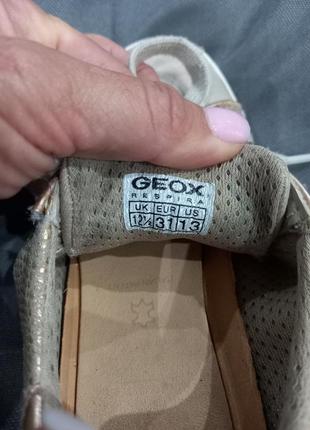 GEOX
RESPIRA
UK EUR US
12½ 31 13